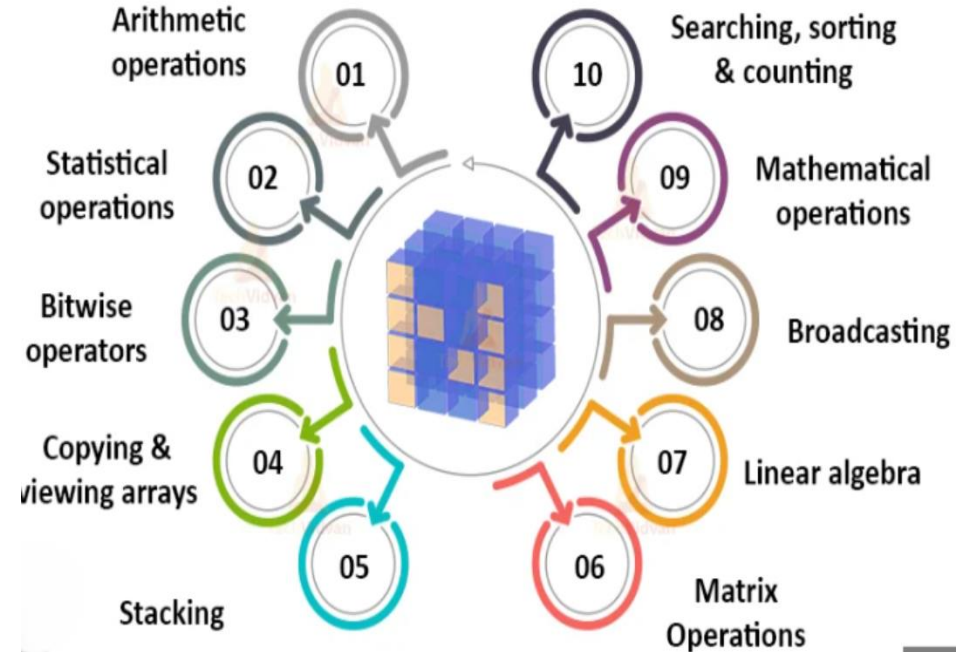 Arithmetic
operations
01
Statistical
operations
02
Bitwise
operators
03
Copying &
viewing arrays
04
Stacking
05
06
Matrix
Operations
07
Linear algebra
08
Broadcasting
09
Mathematical
operations
10
Searching, sorting
& counting
TechVidvan